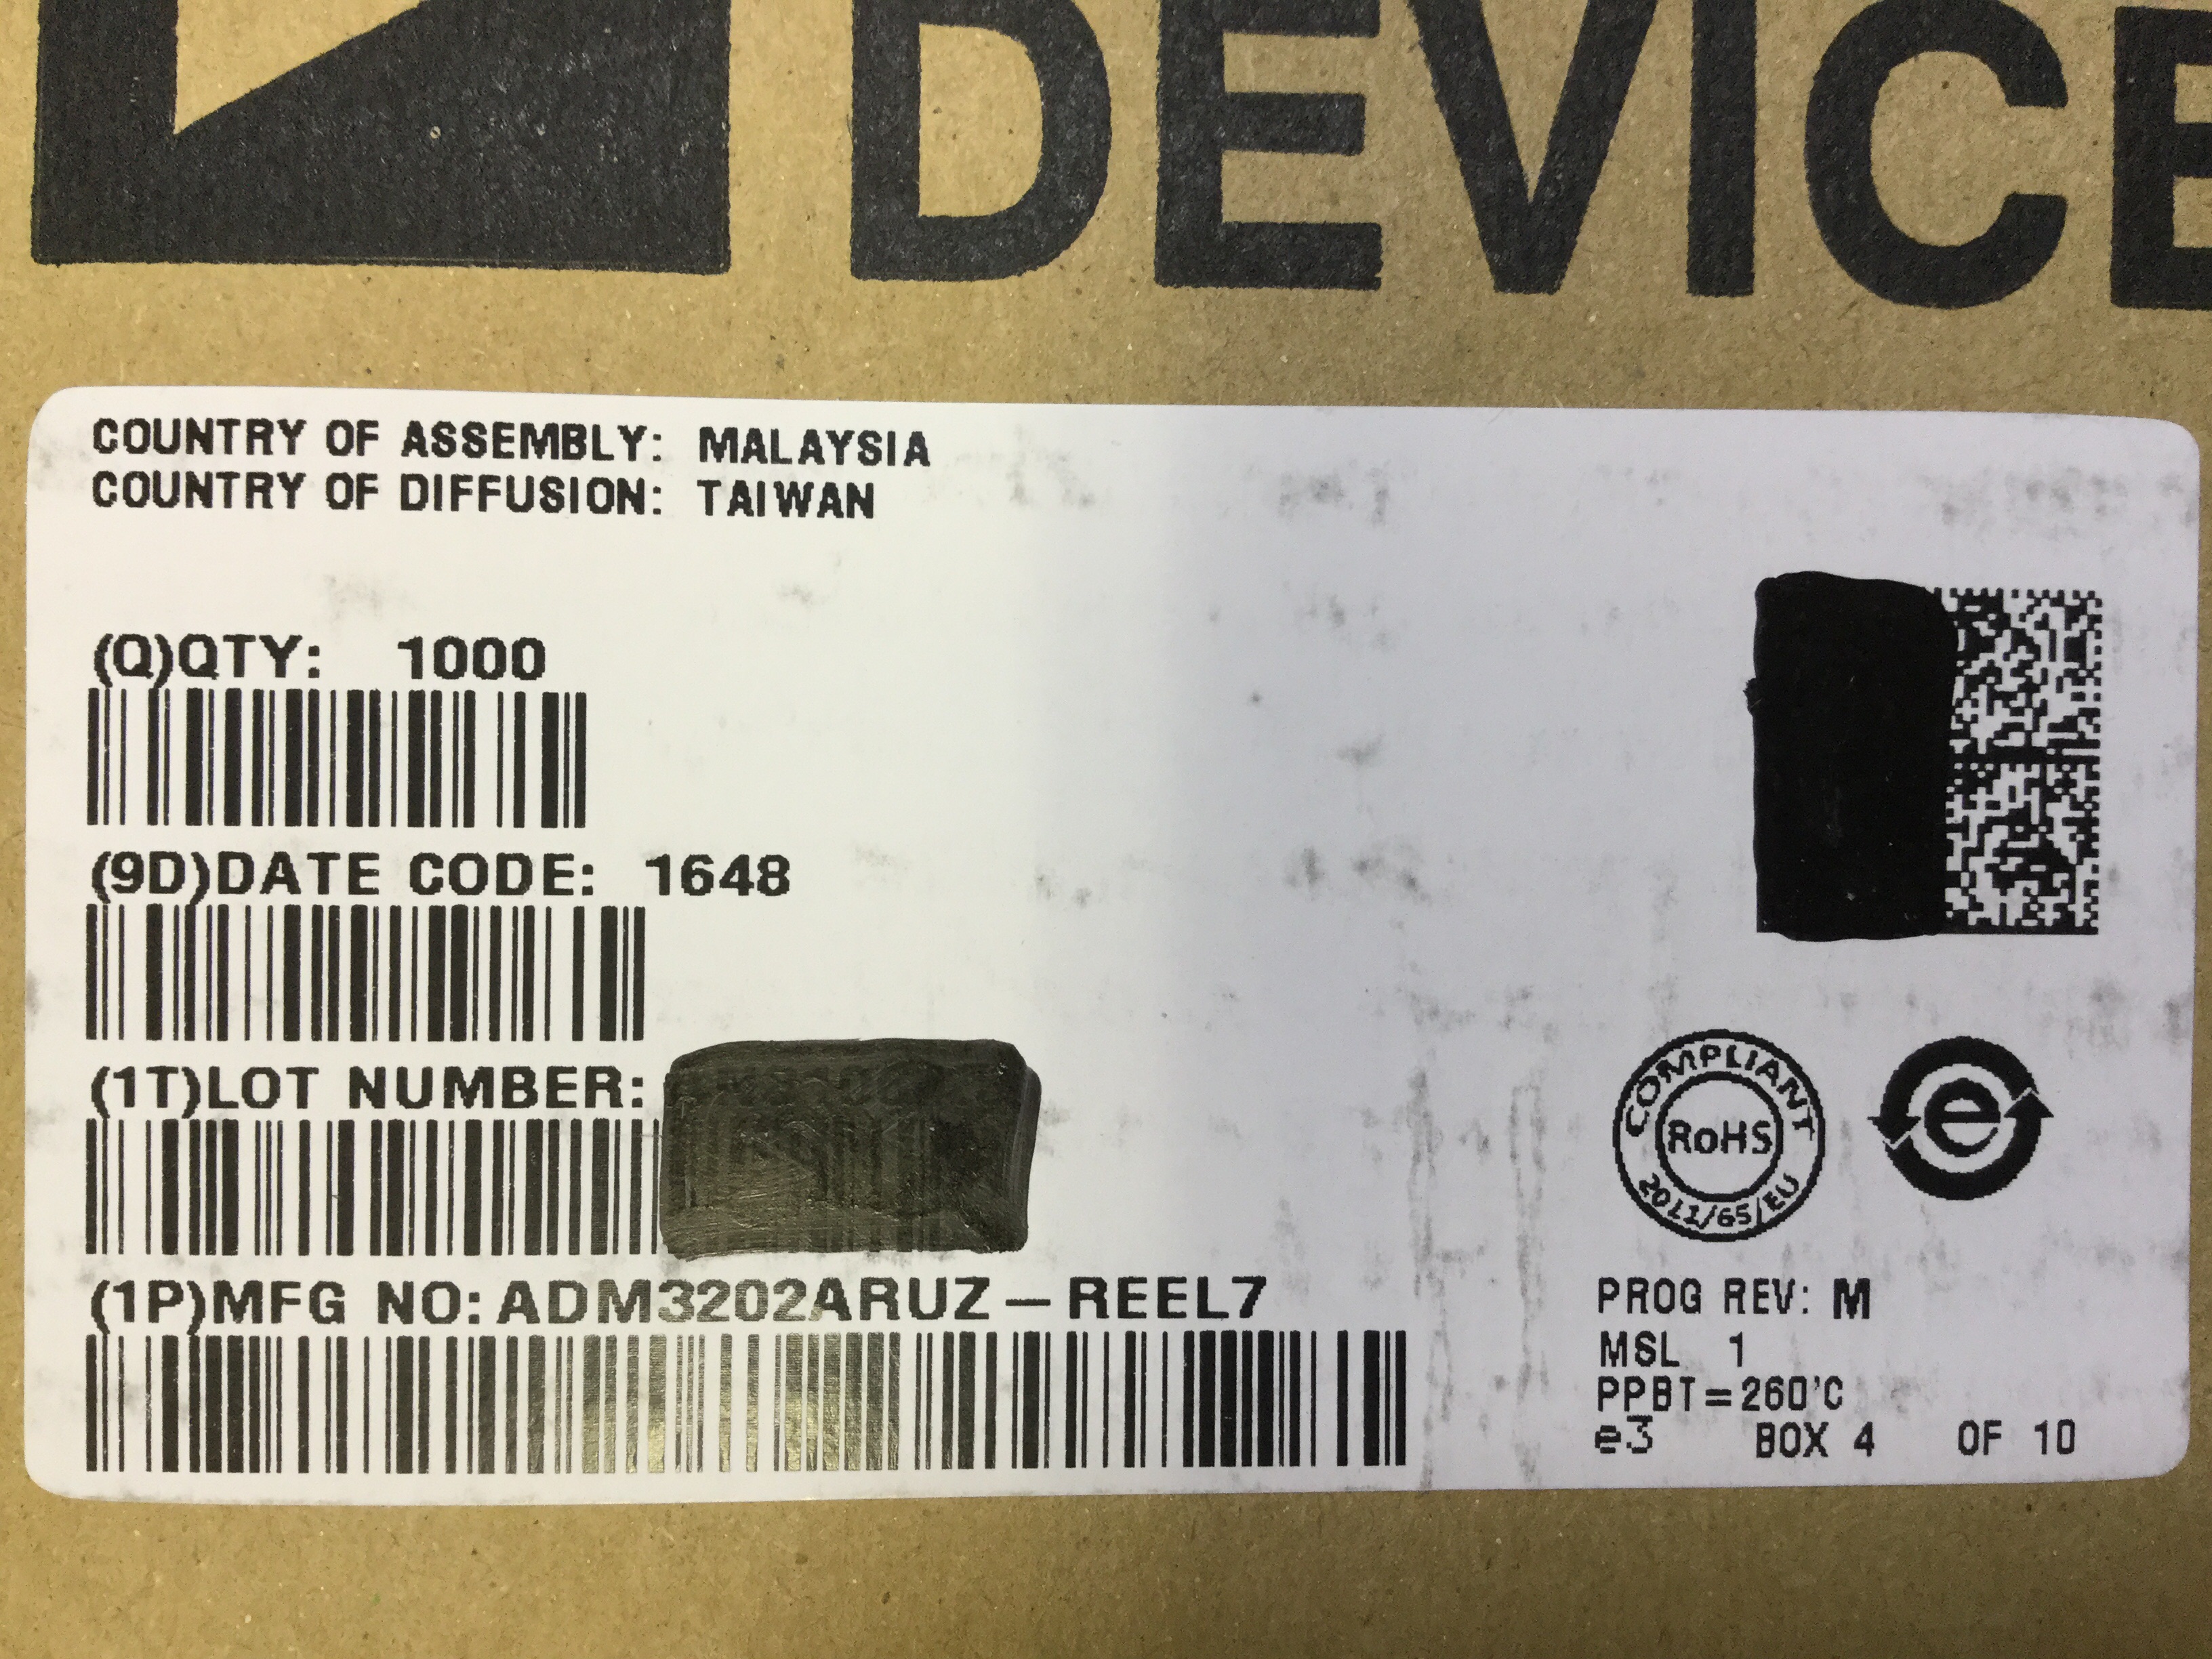 DEVICE
COUNTRY OF ASSEMBLY: MALAYSIA
COUNTRY OF DIFFUSION: TAIWAN
(Q)QTY: 1000
(9D)DATE CODE: 1648
(1T)LOT NUMBER:
(1P)MFG NO: ADM3202ARUZ-REEL7
COMPLIANT
RoHS
2011/65/EU
e
PROG REV: M
MSL 1
PPBT=260'C
e3 BOX 4 OF 10